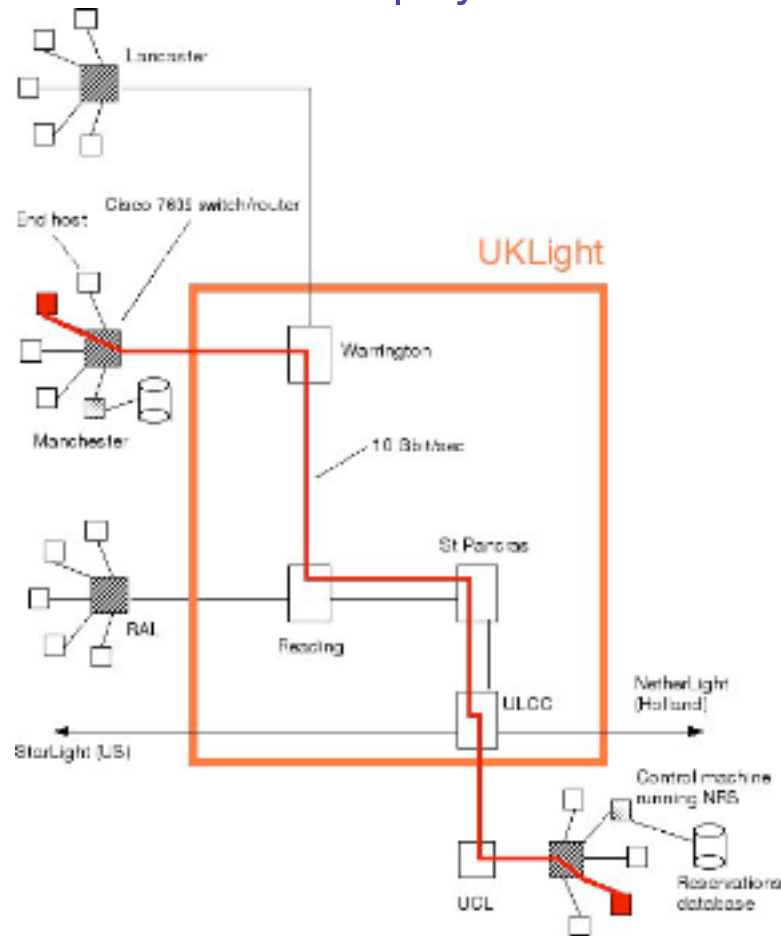 Lancaster
Cisco 7609 switch/router
End host
UKLight
Warrington
Manchester
10 Gbit/sec
St Pancras
RAL
Reading
ULCC
NetherLight
(Holland)
StarLight (US)
Control machine
running NRS
UCL
Reservations
database